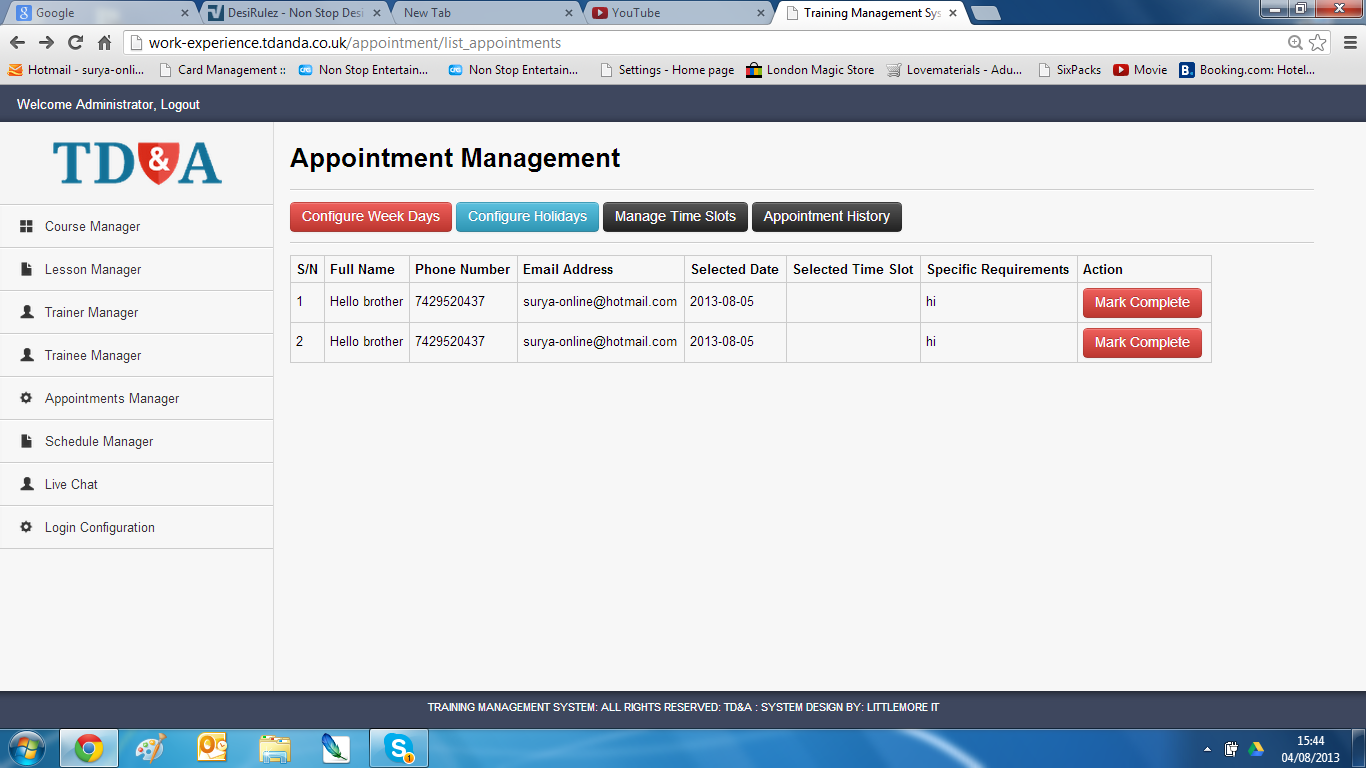 Google DesiRulez - Non Stop Desi New Tab YouTube Training Management Sys
work-experience.tdanda.co.uk/appointment/list_appointments
Hotmail - surya-onli... Card Management :: Non Stop Entertain... Non Stop Entertain... Settings - Home page London Magic Store Lovematerials - Adu... SixPacks Movie Booking.com: Hotel...
Welcome Administrator, Logout
TD&A
Course Manager
Lesson Manager
Trainer Manager
Trainee Manager
Appointments Manager
Schedule Manager
Live Chat
Login Configuration
Appointment Management
Configure Week Days Configure Holidays Manage Time Slots Appointment History
S/N Full Name Phone Number Email Address Selected Date Selected Time Slot Specific Requirements Action
1 Hello brother 7429520437 surya-online@hotmail.com 2013-08-05 hi Mark Complete
2 Hello brother 7429520437 surya-online@hotmail.com 2013-08-05 hi Mark Complete
TRAINING MANAGEMENT SYSTEM: ALL RIGHTS RESERVED: TD&A : SYSTEM DESIGN BY: LITTLEMORE IT
1
15:44
04/08/2013